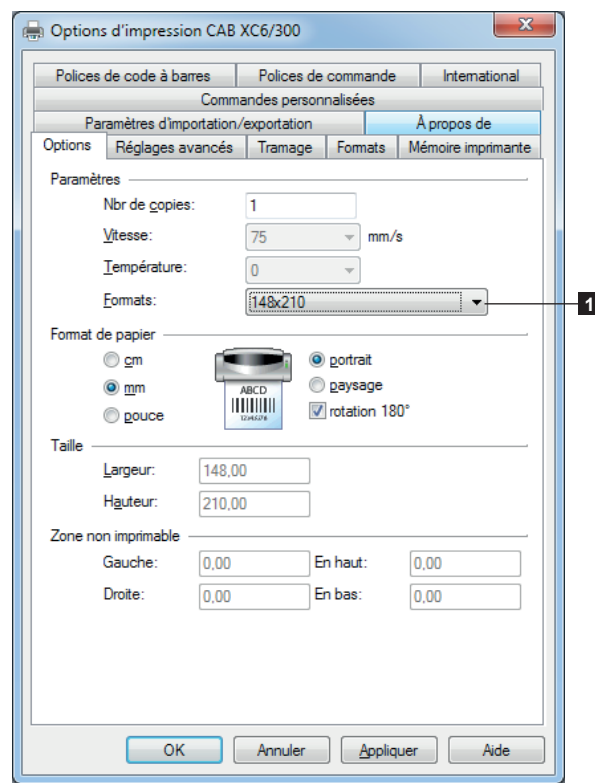 Options d'impression CAB XC6/300
Polices de code à barres Polices de commande International
Commandes personnalisées
Paramètres d'importation/exportation À propos de
Options Réglages avancés Tramage Formats Mémoire imprimante
Paramètres
Nbr de copies: 1
Vitesse: 75 mm/s
Température: 0
Formats: 148x210
1
Format de papier
cm portrait
mm ABCD paysage
pouce 12345678 rotation 180°
Taille
Largeur: 148,00
Hauteur: 210,00
Zone non imprimable
Gauche: 0,00 En haut: 0,00
Droite: 0,00 En bas: 0,00
OK Annuler Appliquer Aide